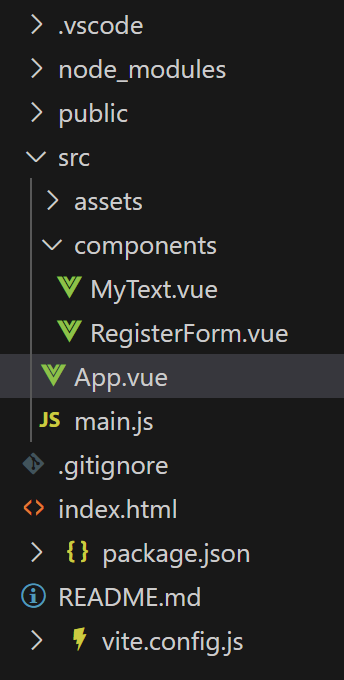 .vscode
node_modules
public
src
assets
components
MyText.vue
RegisterForm.vue
App.vue
JS main.js
.gitignore
index.html
{} package.json
README.md
vite.config.js